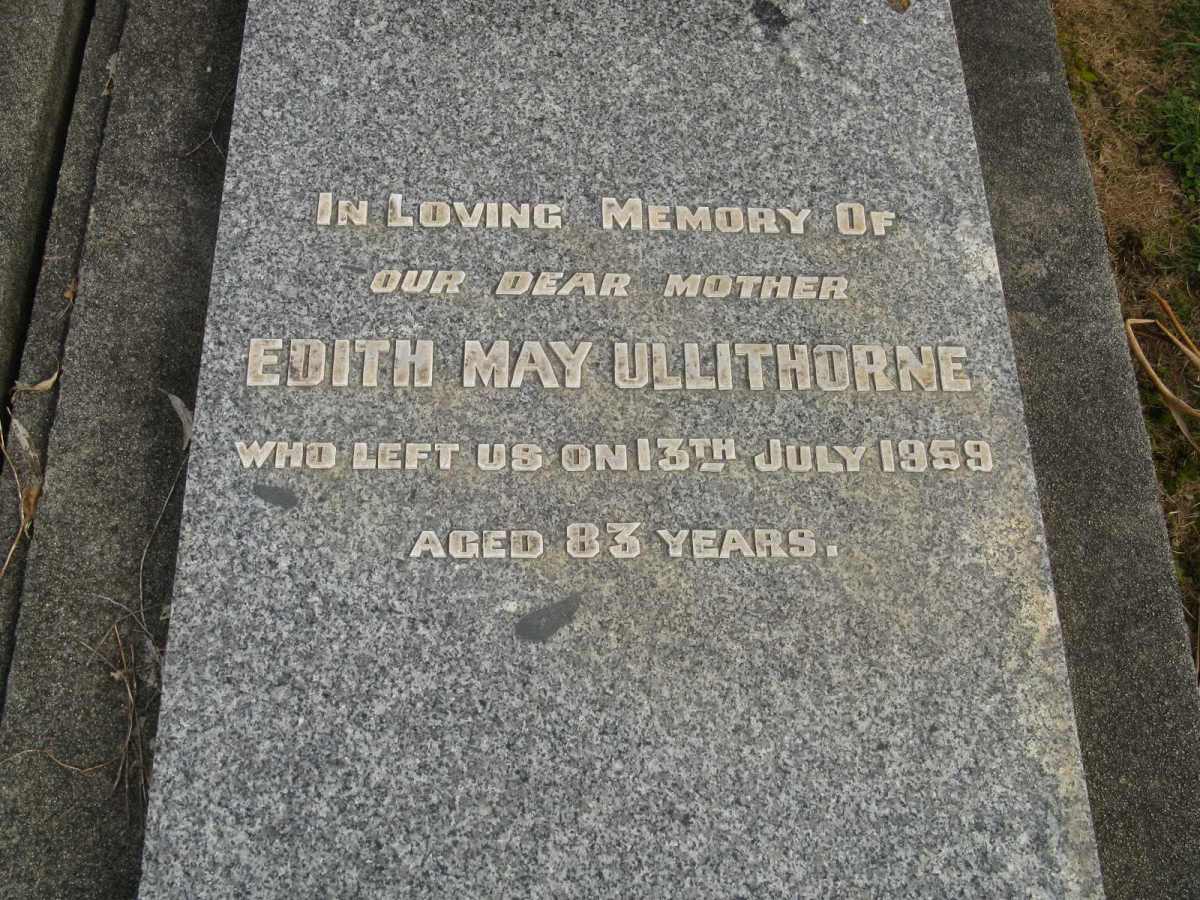 IN LOVING MEMORY OF
OUR DEAR MOTHER
EDITH MAY ULLITHORNE
WHO LEFT US ON 13TH JULY 1959
AGED 83 YEARS.